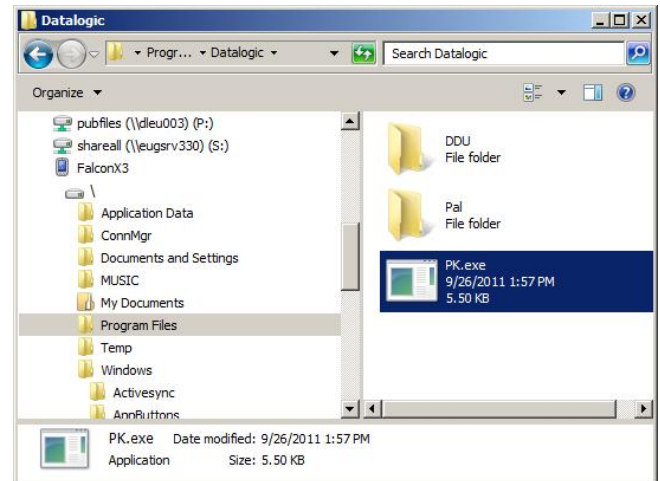 Datalogic
Progr... Datalogic
Search Datalogic
Organize
pubfiles (\\dleu003) (P:)
shareall (\\eugsrv330) (S:)
FalconX3
\
Application Data
ConnMgr
Documents and Settings
MUSIC
My Documents
Program Files
Temp
Windows
Activesync
AppButtons
DDU
File folder
Pal
File folder
PK.exe
9/26/2011 1:57 PM
5.50 KB
PK.exe Date modified: 9/26/2011 1:57 PM
Application Size: 5.50 KB